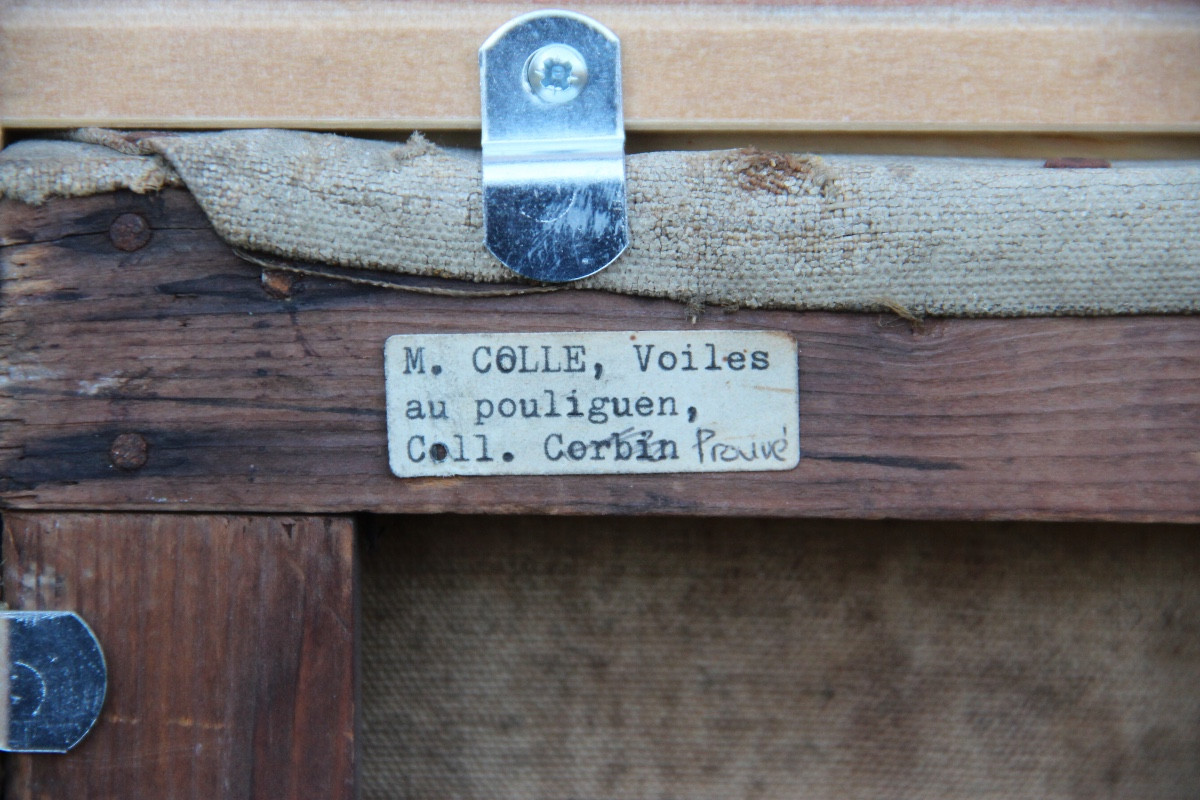 M. COLLE, Voiles
au pouliguen,
Coll. Corbin Prouvé